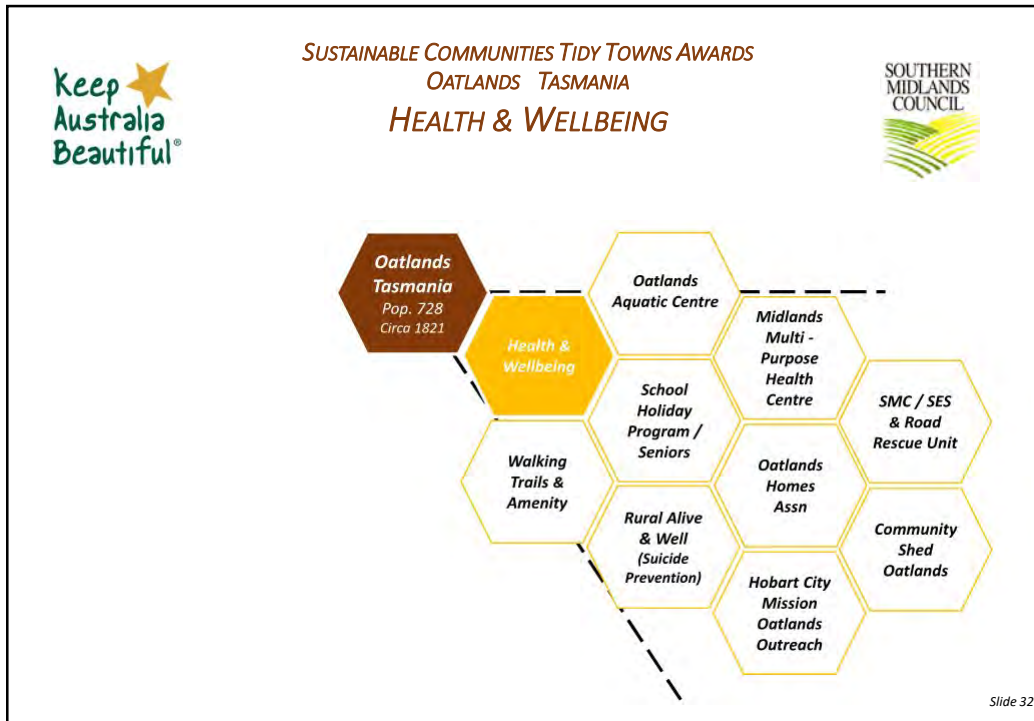 Keep
Australia
Beautiful®
SUSTAINABLE COMMUNITIES TIDY TOWNS AWARDS
OATLANDS TASMANIA
HEALTH & WELLBEING
SOUTHERN
MIDLANDS
COUNCIL
Oatlands
Tasmania
Pop. 728
Circa 1821
Health &
Wellbeing
Oatlands
Aquatic Centre
Midlands
Multi -
Purpose
Health
Centre
School
Holiday
Program /
Seniors
SMC / SES
& Road
Rescue Unit
Walking
Trails &
Amenity
Oatlands
Homes
Assn
Rural Alive
& Well
(Suicide
Prevention)
Community
Shed
Oatlands
Hobart City
Mission
Oatlands
Outreach
Slide 32